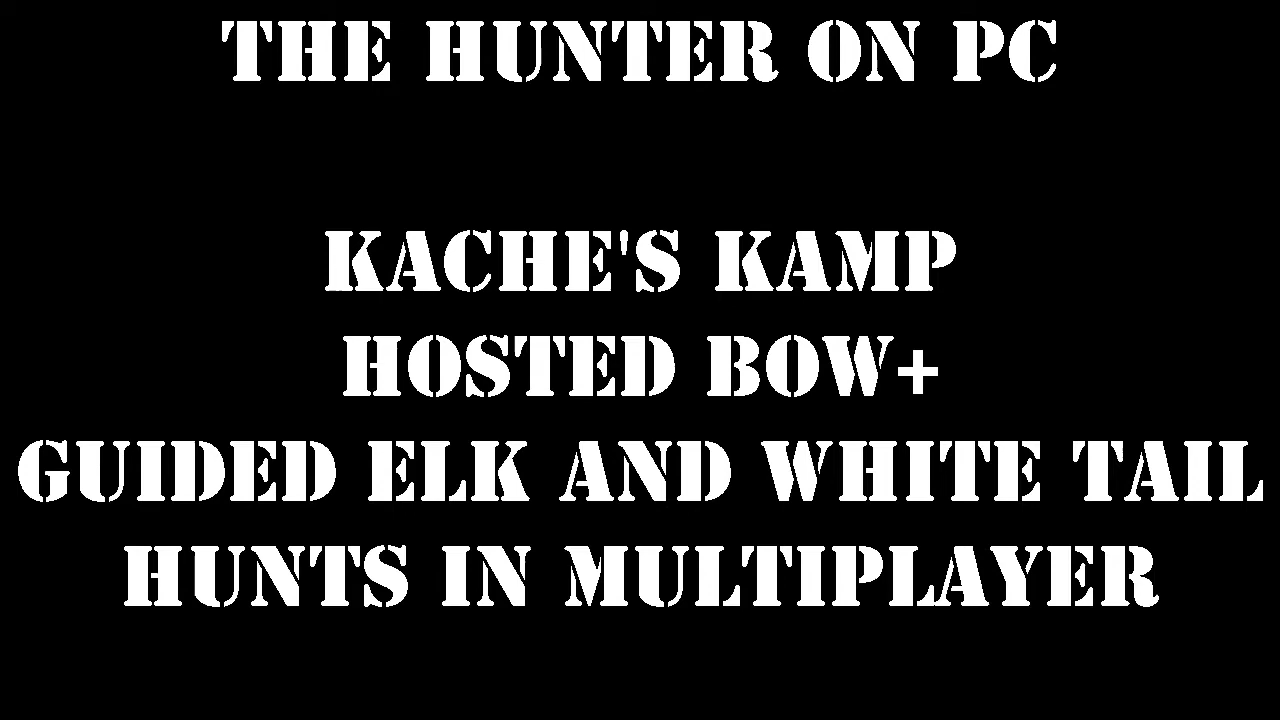 THE HUNTER ON PC
KACHE'S KAMP
HOSTED BOW+
GUIDED ELK AND WHITE TAIL
HUNTS IN MULTIPLAYER